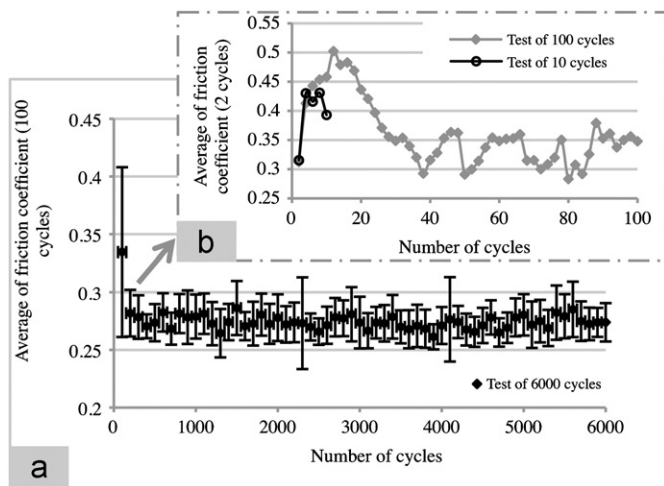 0.55
0.5
0.45
0.4
0.35
0.3
0.25
0 20 40 60 80 100
Average of friction
coefficient (2 cycles)
Number of cycles
Test of 100 cycles
Test of 10 cycles
b
0.45
0.4
0.35
0.3
0.25
0.2
0 1000 2000 3000 4000 5000 6000
Average of friction coefficient (100
cycles)
Number of cycles
Test of 6000 cycles
a